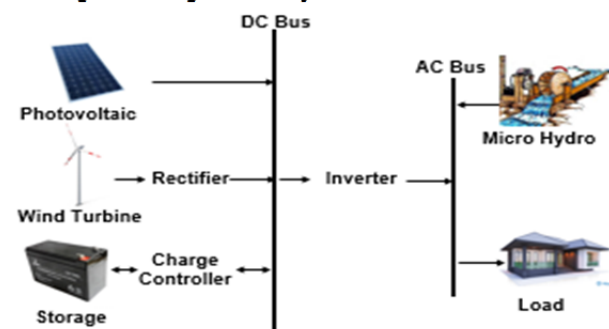 DC Bus
AC Bus
Photovoltaic
Micro Hydro
Rectifier
Inverter
Wind Turbine
Charge
Controller
Storage
Load